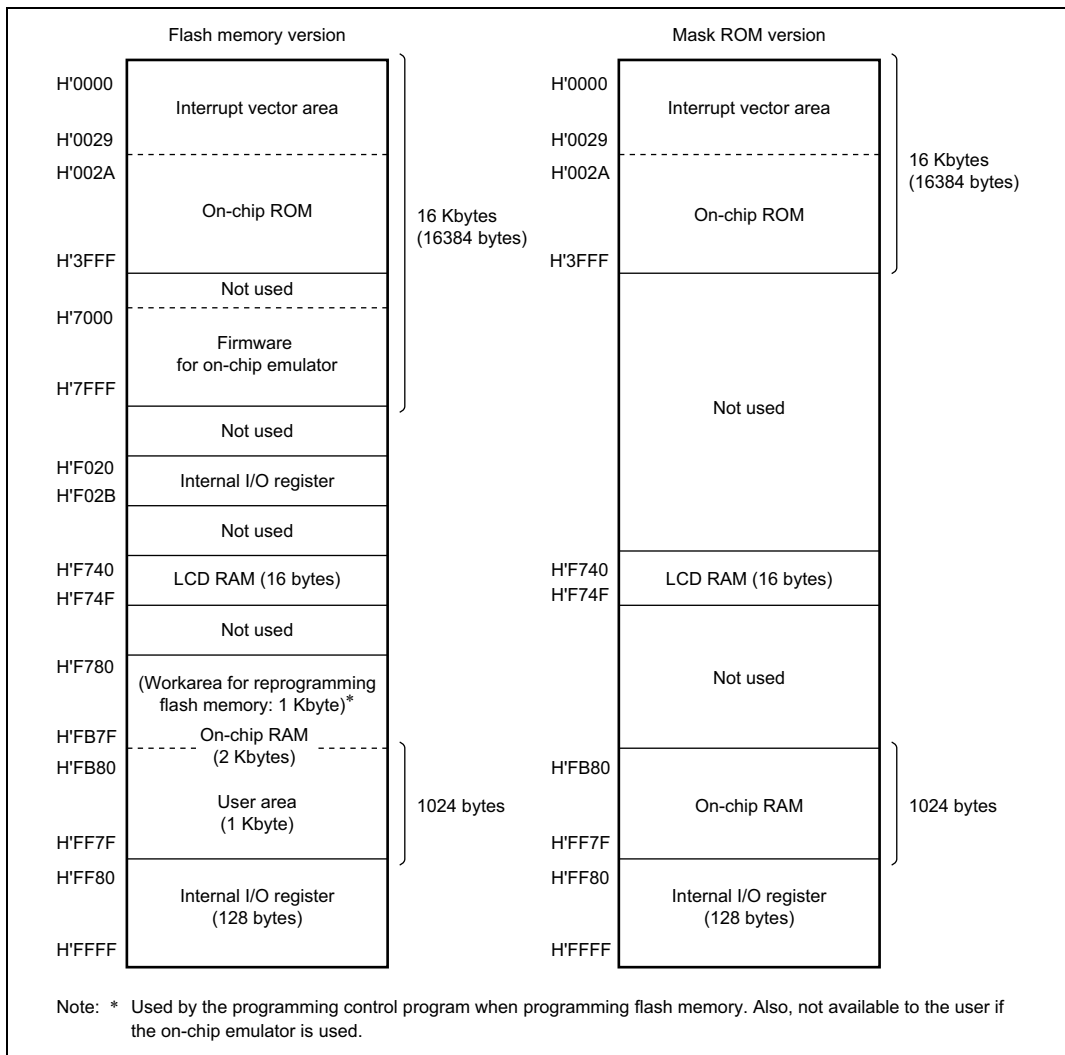 Flash memory version
H'0000
Interrupt vector area
H'0029
H'002A
On-chip ROM
16 Kbytes
(16384 bytes)
H'3FFF
Not used
H'7000
Firmware
for on-chip emulator
H'7FFF
Not used
H'F020
Internal I/O register
H'F02B
Not used
H'F740
LCD RAM (16 bytes)
H'F74F
Not used
H'F780
(Workarea for reprogramming
flash memory: 1 Kbyte)*
H'FB7F
On-chip RAM
(2 Kbytes)
H'FB80
User area
(1 Kbyte)
1024 bytes
H'FF7F
H'FF80
Internal I/O register
(128 bytes)
H'FFFF
Mask ROM version
H'0000
Interrupt vector area
H'0029
H'002A
16 Kbytes
(16384 bytes)
On-chip ROM
H'3FFF
Not used
H'F740
LCD RAM (16 bytes)
H'F74F
Not used
H'FB80
On-chip RAM
1024 bytes
H'FF7F
H'FF80
Internal I/O register
(128 bytes)
H'FFFF
Note: * Used by the programming control program when programming flash memory. Also, not available to the user if
the on-chip emulator is used.